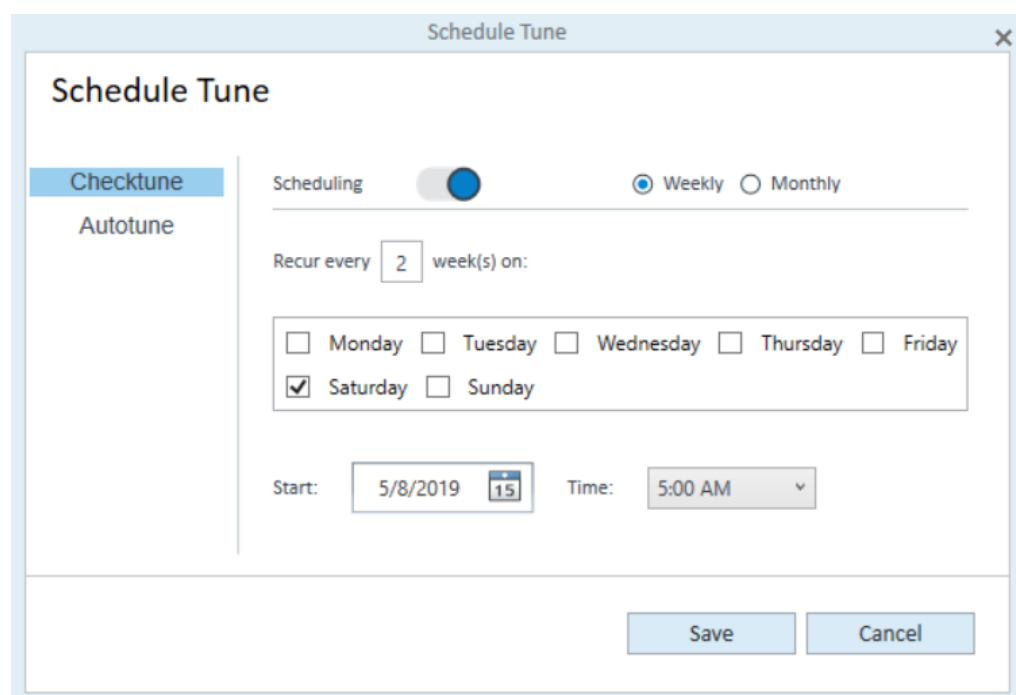 Schedule Tune
Schedule Tune
Checktune
Autotune
Scheduling Weekly Monthly
Recur every 2 week(s) on:
Monday Tuesday Wednesday Thursday Friday
Saturday Sunday
Start: 5/8/2019 15 Time: 5:00 AM
Save Cancel